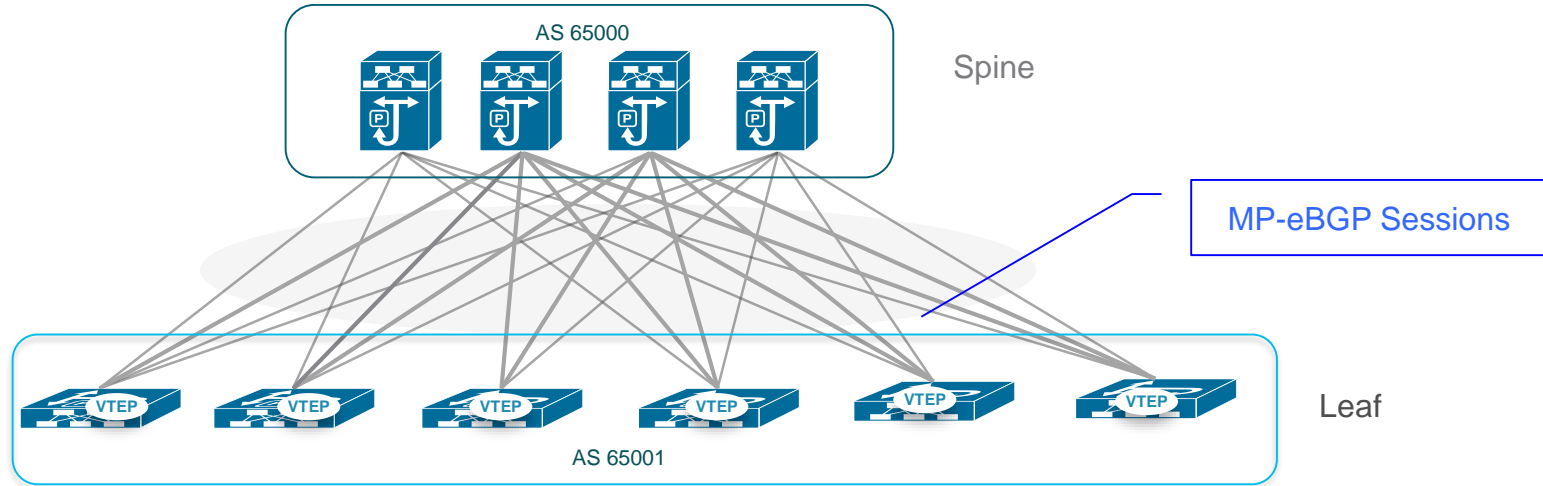 AS 65000
Spine
P P P P
MP-eBGP Sessions
VTEP VTEP VTEP VTEP VTEP VTEP
Leaf
AS 65001